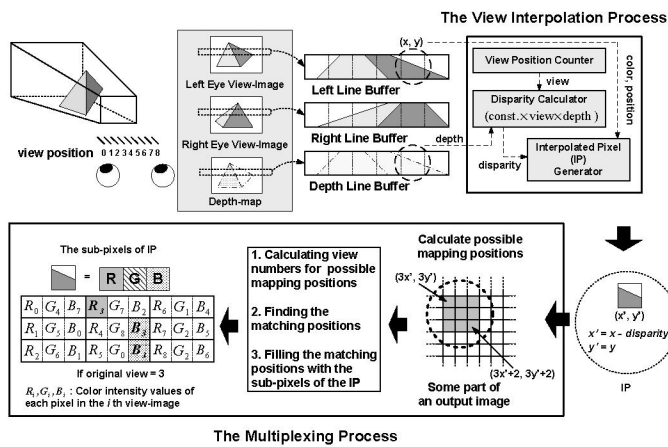 The View Interpolation Process
(x, y)
Left Eye View-Image
Left Line Buffer
Right Eye View-Image
Right Line Buffer
Depth-map
Depth Line Buffer
view position
0 1 2 3 4 5 6 7 8
View Position Counter
view
Disparity Calculator
(const.×view×depth )
depth
disparity
color, position
Interpolated Pixel
(IP)
Generator
The sub-pixels of IP
= R G B
R0 G4 B7 R3 G7 B2 R6 G1 B4
R1 G5 B0 R4 G8 B3 R7 G2 B5
R2 G6 B1 R5 G0 B3 R8 G2 B6
If original view = 3
Ri, Gi, Bi : Color intensity values of
each pixel in the i th view-image
1. Calculating view
numbers for possible
mapping positions
2. Finding the
matching positions
3. Filling the matching
positions with the
sub-pixels of the IP
Calculate possible
mapping positions
(3x', 3y')
(3x'+2, 3y'+2)
Some part of
an output image
(x', y')
x' = x - disparity
y' = y
IP
The Multiplexing Process